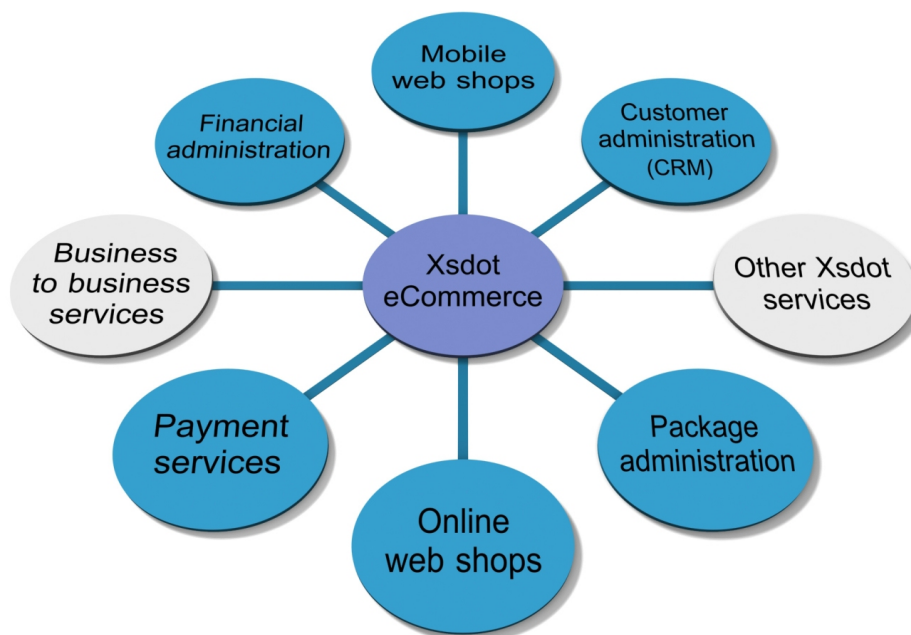 Mobile
web shops
Financial
administration
Customer
administration
(CRM)
Business
to business
services
Xsdot
eCommerce
Other Xsdot
services
Payment
services
Package
administration
Online
web shops